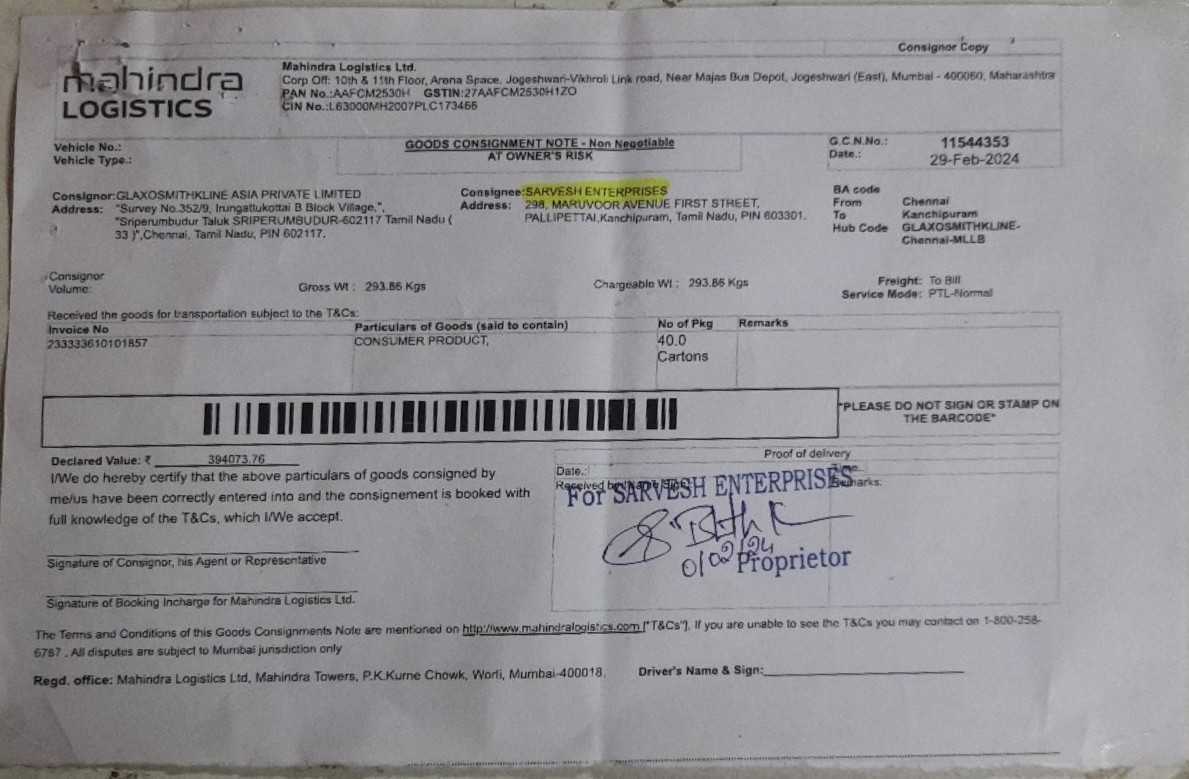 Consignor Copy
mahindra
LOGISTICS
Mahindra Logistics Ltd.
Corp Off: 10th & 11th Floor, Arena Space, Jogeshwari-Vikhroli Link road, Near Majas Bus Depot, Jogeshwari (East), Mumbai - 400060, Maharashtra
PAN No.:AAFCM2530H GSTIN:27AAFCM2530H1ZO
CIN No.:L63000MH2007PLC173466
Vehicle No.:
Vehicle Type.:
GOODS CONSIGNMENT NOTE - Non Negotiable
AT OWNER'S RISK
G.C.N.No.: 11544353
Date.: 29-Feb-2024
Consignor:GLAXOSMITHKLINE ASIA PRIVATE LIMITED
Address: "Survey No.352/9, Irungattukottai B Block Village,",
"Sriperumbudur Taluk SRIPERUMBUDUR-602117 Tamil Nadu (
33 )",Chennai, Tamil Nadu, PIN 602117.
Consignee:SARVESH ENTERPRISES
Address: 298, MARUVOOR AVENUE FIRST STREET,
PALLIPETTAI,Kanchipuram, Tamil Nadu, PIN 603301.
BA code
From Chennai
To Kanchipuram
Hub Code GLAXOSMITHKLINE-
Chennai-MLLB
Consignor
Volume:
Gross Wt : 293.86 Kgs
Chargeable Wt : 293.86 Kgs
Freight: To Bill
Service Mode: PTL-Normal
Received the goods for transportation subject to the T&Cs:
Invoice No Particulars of Goods (said to contain) No of Pkg Remarks
233333610101857 CONSUMER PRODUCT, 40.0
Cartons
"PLEASE DO NOT SIGN OR STAMP ON
THE BARCODE"
Declared Value: ₹ 394073.76
I/We do hereby certify that the above particulars of goods consigned by
me/us have been correctly entered into and the consignement is booked with
full knowledge of the T&Cs, which I/We accept.
Signature of Consignor, his Agent or Representative
Signature of Booking Incharge for Mahindra Logistics Ltd.
Proof of delivery
Date.:
Received by
Remarks:
For SARVESH ENTERPRISES
Proprietor
The Terms and Conditions of this Goods Consignments Note are mentioned on http://www.mahindralogistics.com ["T&Cs"]. If you are unable to see the T&Cs you may contact on 1-800-258-
6787 . All disputes are subject to Mumbai jurisdiction only
Regd. office: Mahindra Logistics Ltd, Mahindra Towers, P.K.Kurne Chowk, Worli, Mumbai-400018.
Driver's Name & Sign: